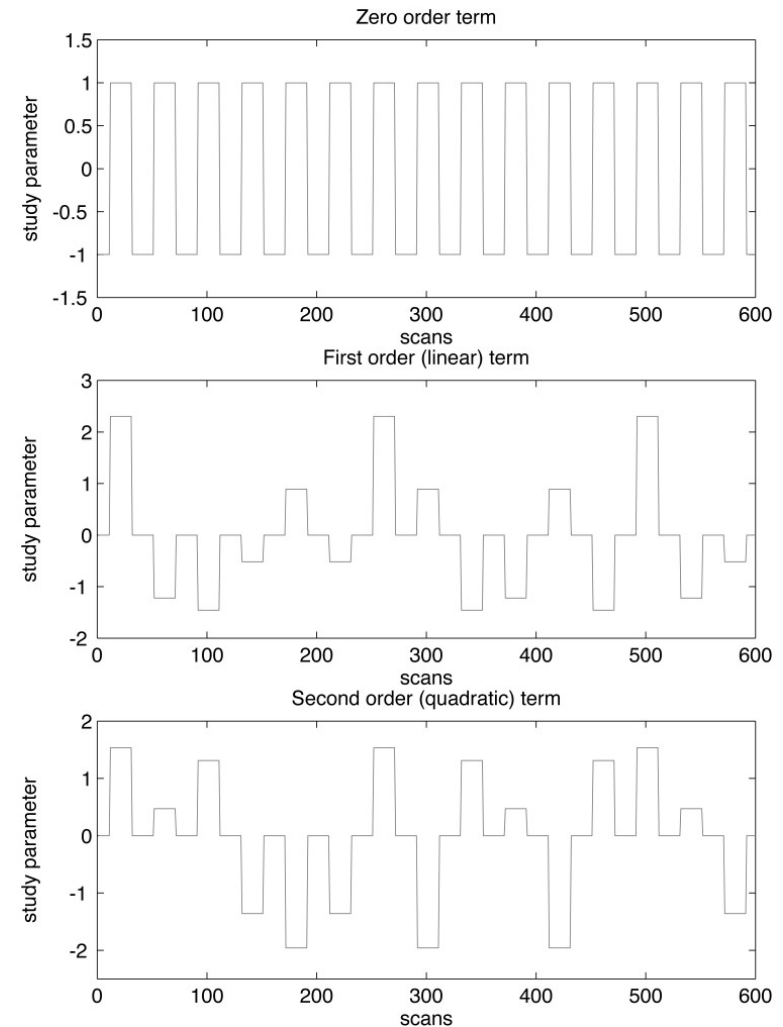 Zero order term
1.5
1
0.5
0
-0.5
-1
-1.5
study parameter
0 100 200 300 400 500 600
scans
First order (linear) term
3
2
1
0
-1
-2
study parameter
0 100 200 300 400 500 600
scans
Second order (quadratic) term
2
1
0
-1
-2
study parameter
0 100 200 300 400 500 600
scans